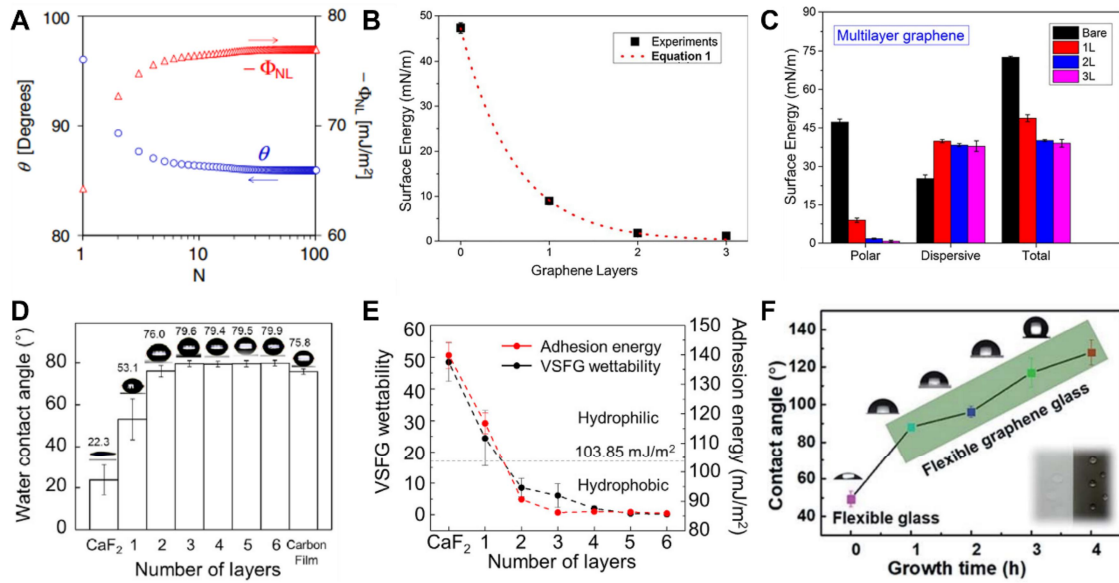 A
100
90
80
θ [Degrees]
1
10
100
N
80
70
60
− Φ_NL [mJ/m²]
− Φ_NL
θ
B
50
40
30
20
10
0
Surface Energy (mN/m)
0
1
2
3
Graphene Layers
Experiments
Equation 1
C
Multilayer graphene
Bare
1L
2L
3L
90
75
60
45
30
15
0
Surface Energy (mN/m)
Polar
Dispersive
Total
D
100
80
60
40
20
0
Water contact angle (°)
22.3
53.1
76.0
79.6
79.4
79.5
79.9
75.8
CaF₂
1
2
3
4
5
6
Carbon
Film
Number of layers
E
60
50
40
30
20
10
0
VSFG wettability
Adhesion energy
VSFG wettability
Hydrophilic
103.85 mJ/m²
Hydrophobic
150
140
130
120
110
100
90
80
Adhesion energy (mJ/m²)
CaF₂
1
2
3
4
5
6
Number of layers
F
140
120
100
80
60
40
Contact angle (°)
Flexible glass
Flexible graphene glass
0
1
2
3
4
Growth time (h)